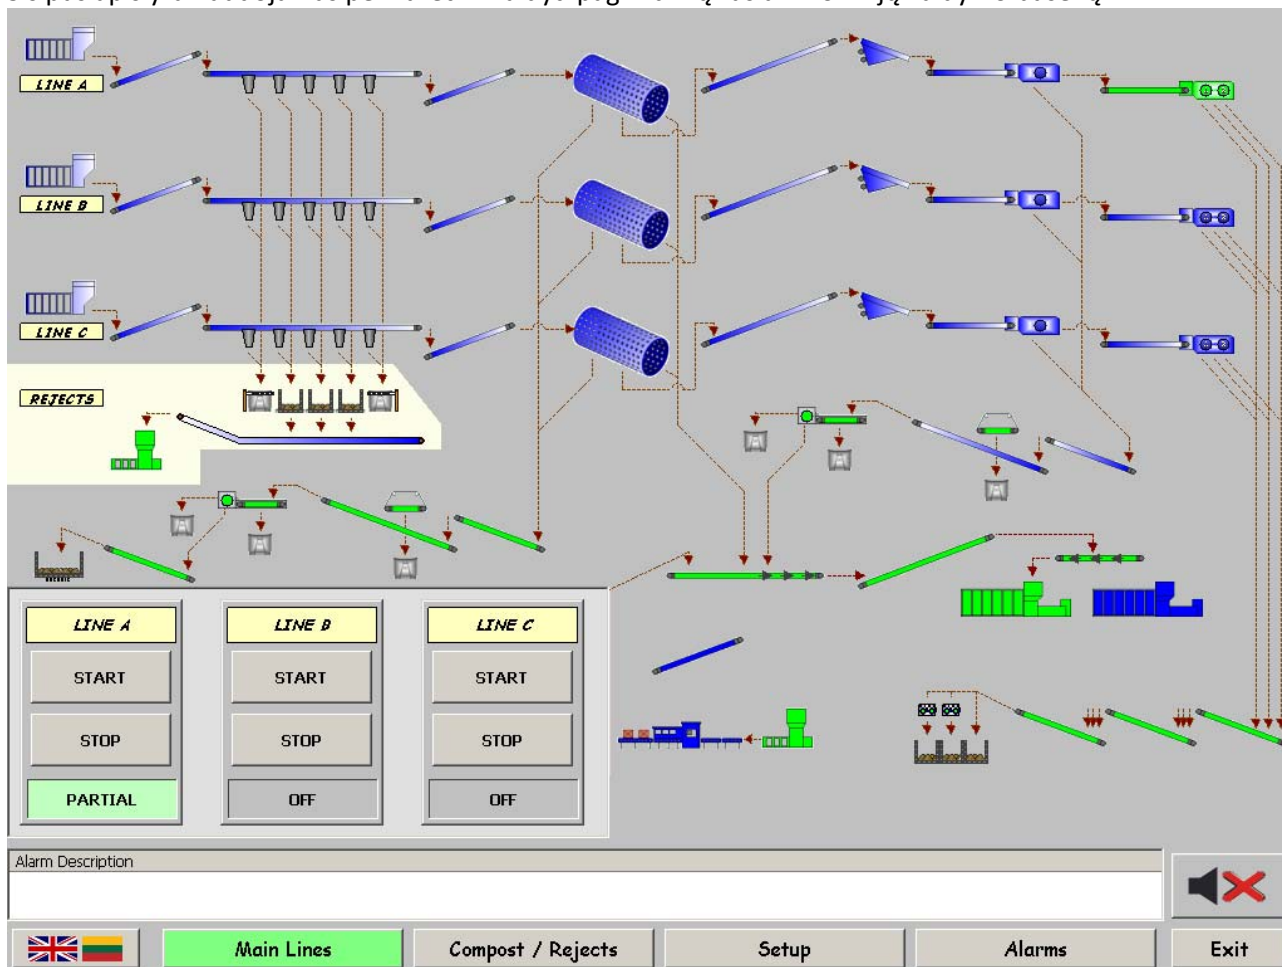 LINE A
LINE B
LINE C
REJECTS
LINE A
LINE B
LINE C
START
START
START
STOP
STOP
STOP
PARTIAL
OFF
OFF
Alarm Description
Main Lines
Compost / Rejects
Setup
Alarms
Exit